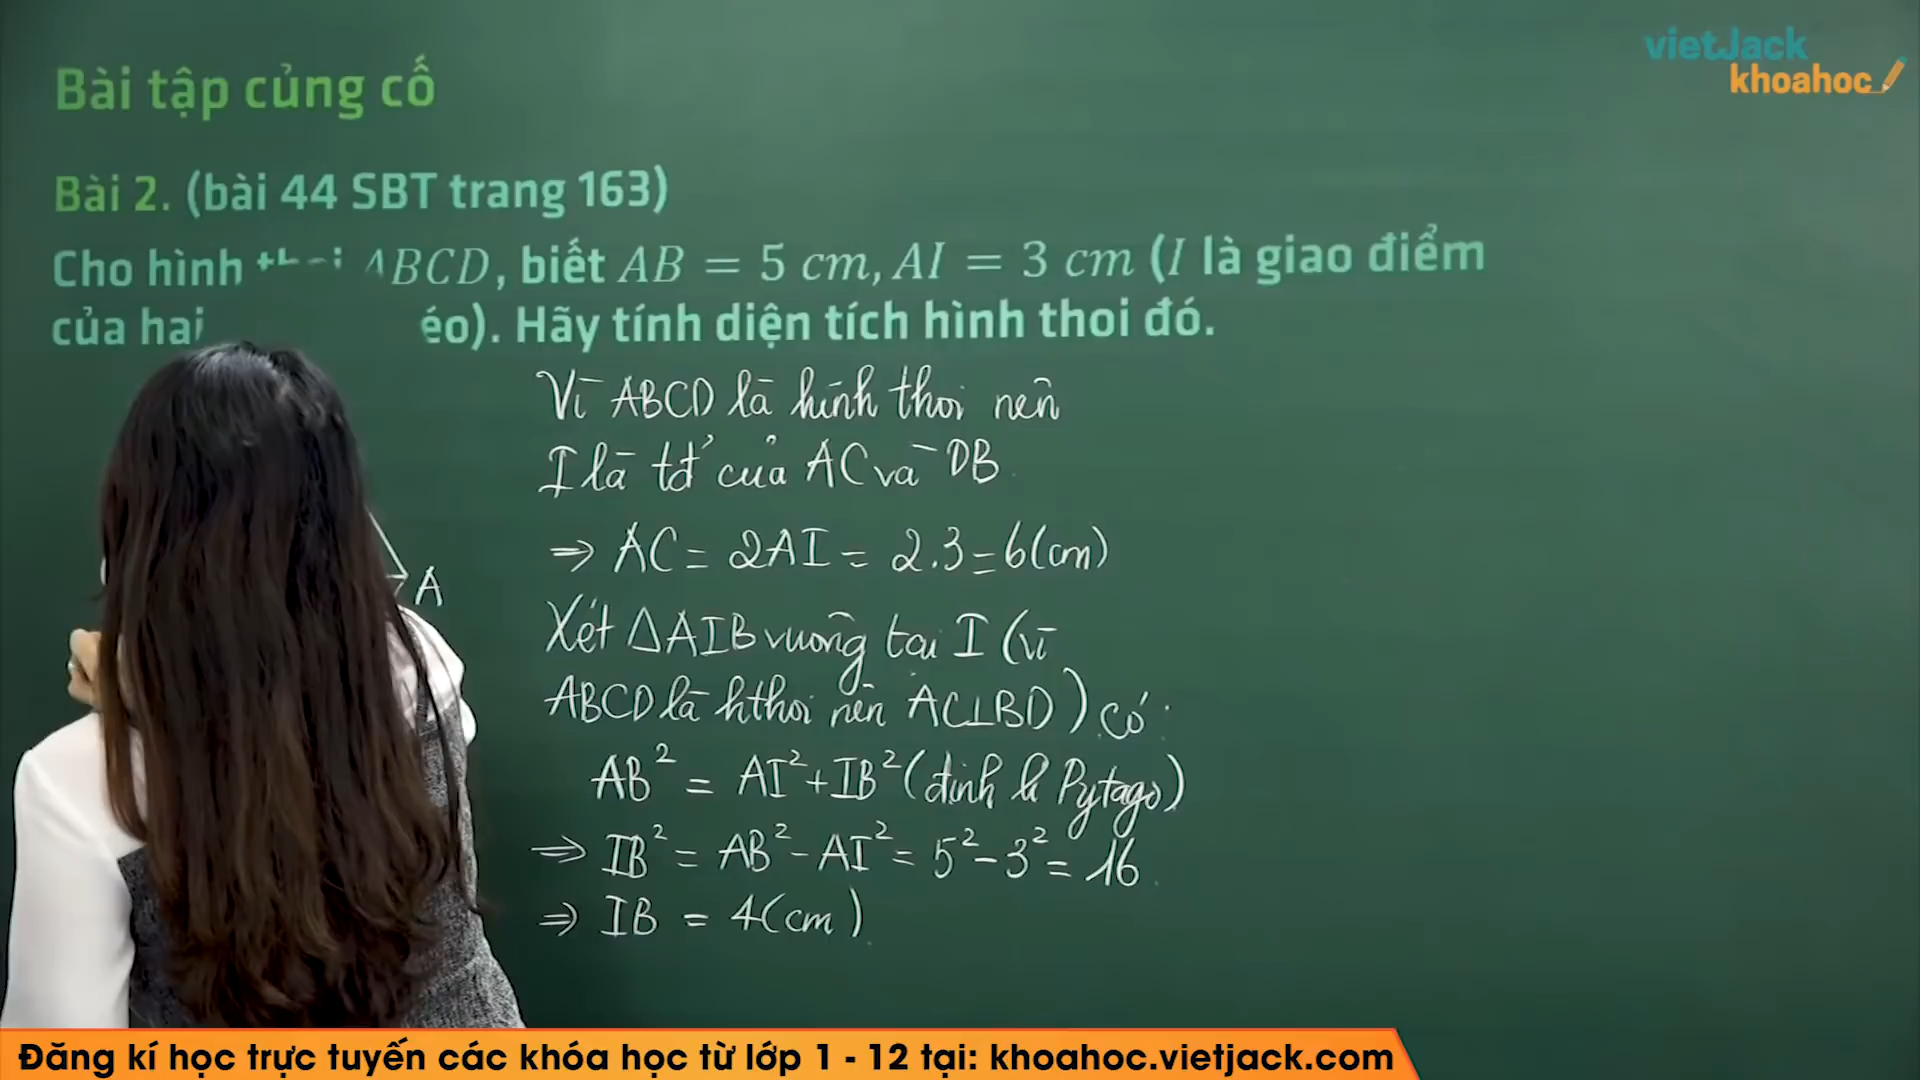 vietJack
khoahoc
Bài tập củng cố
Bài 2. (bài 44 SBT trang 163)
Cho hình thoi ABCD, biết AB = 5 cm, AI = 3 cm (I là giao điểm
của hai éo). Hãy tính diện tích hình thoi đó.
Vì ABCD là hình thoi nên
I là tđ' của AC và DB
⇒ AC = 2AI = 2.3 = 6(cm)
A
Xét ΔAIB vuông tại I (vì
ABCD là hthoi nên AC⊥BD) có:
AB² = AI² + IB² (định lí Pytago)
⇒ IB² = AB² - AI² = 5² - 3² = 16
⇒ IB = 4(cm)
Đăng kí học trực tuyến các khóa học từ lớp 1 - 12 tại: khoahoc.vietjack.com